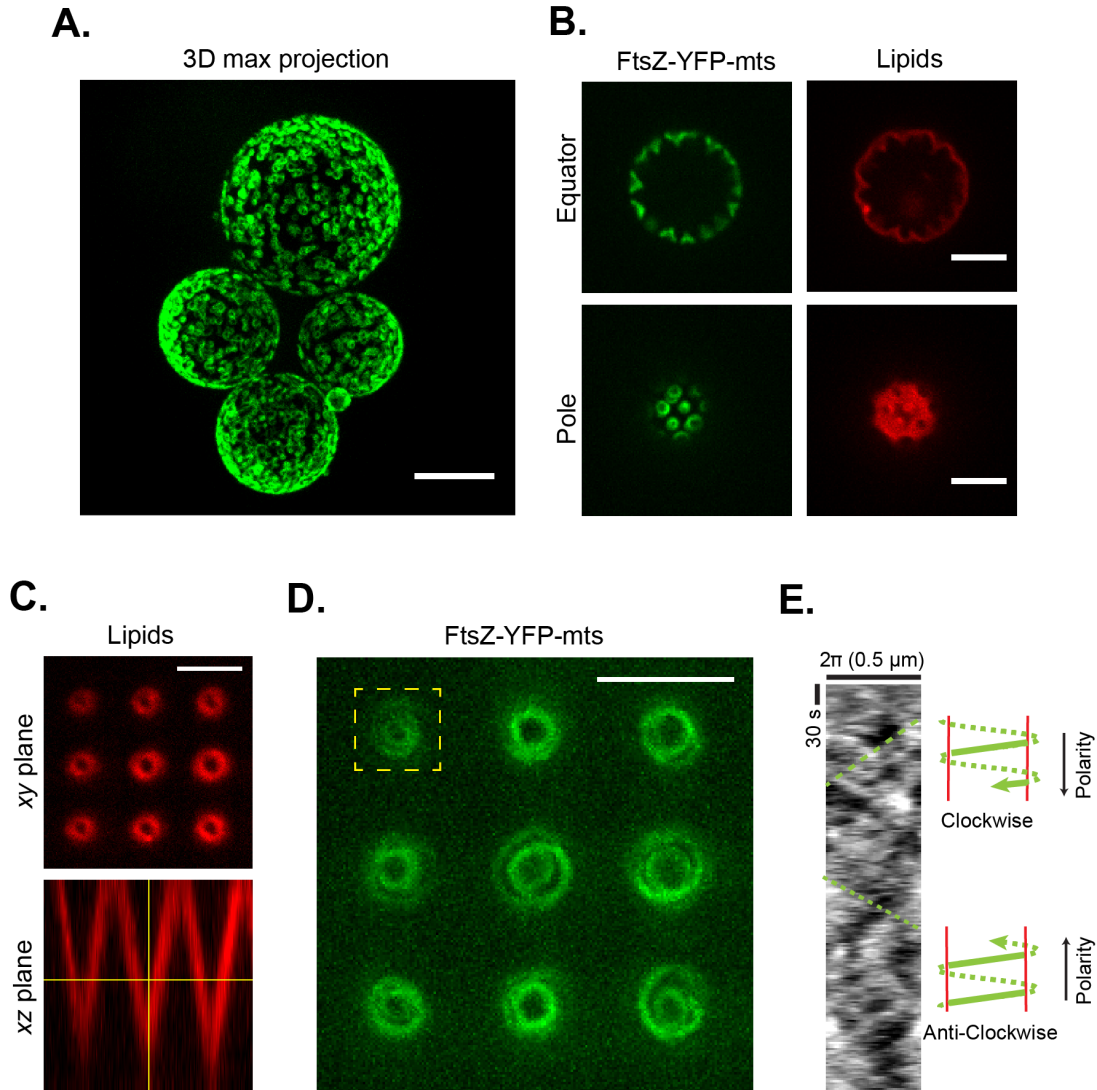 A.
3D max projection
B.
FtsZ-YFP-mts
Lipids
Equator
Pole
C.
Lipids
xy plane
xz plane
D.
FtsZ-YFP-mts
E.
2π (0.5 μm)
30 s
Polarity
Clockwise
Polarity
Anti-Clockwise